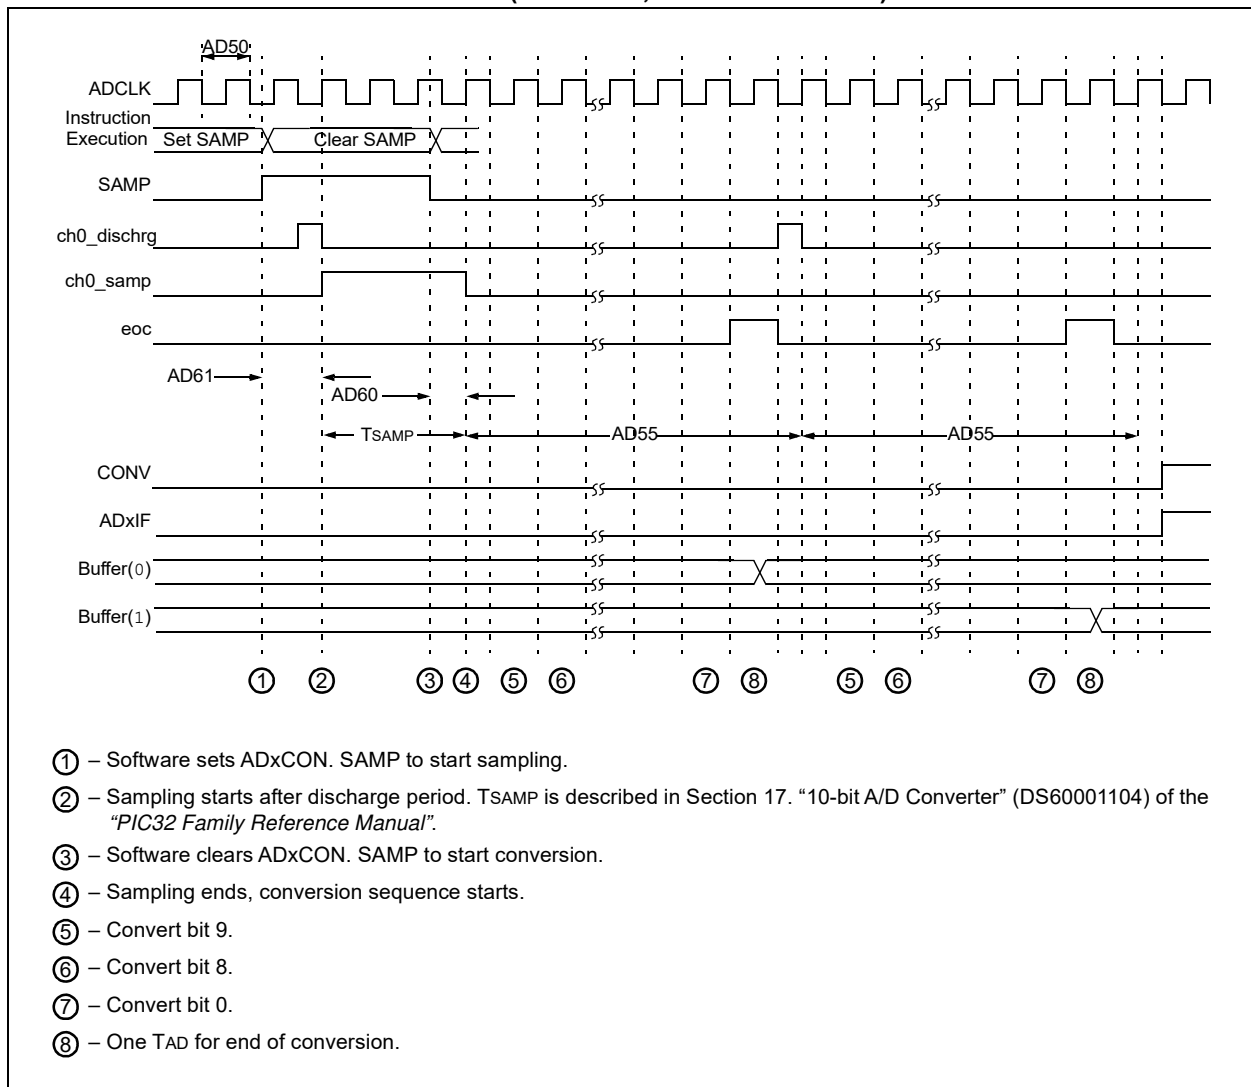 AD50
ADCLK
Instruction
Execution Set SAMP Clear SAMP
SAMP
ch0_dischrg
ch0_samp
eoc
AD61
AD60
TSAMP AD55 AD55
CONV
ADxIF
Buffer(0)
Buffer(1)
1 2 3 4 5 6 7 8 5 6 7 8
1 – Software sets ADxCON. SAMP to start sampling.
2 – Sampling starts after discharge period. TSAMP is described in Section 17. “10-bit A/D Converter” (DS60001104) of the
“PIC32 Family Reference Manual”.
3 – Software clears ADxCON. SAMP to start conversion.
4 – Sampling ends, conversion sequence starts.
5 – Convert bit 9.
6 – Convert bit 8.
7 – Convert bit 0.
8 – One TAD for end of conversion.